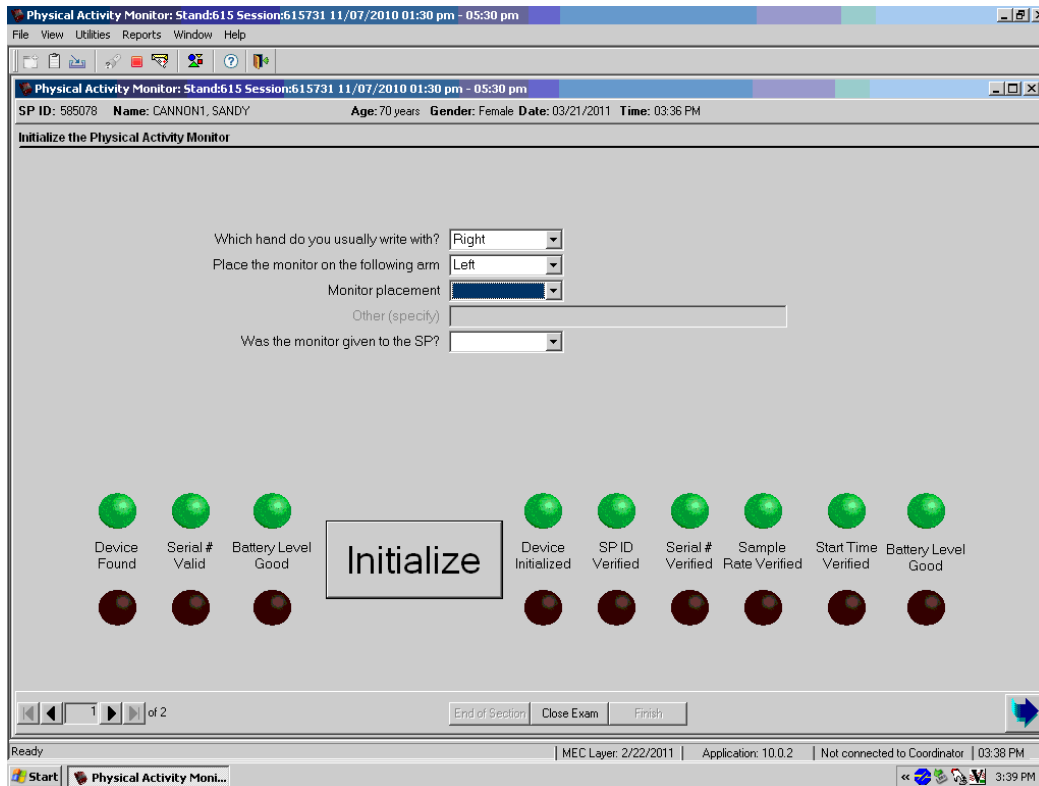 Physical Activity Monitor: Stand:615 Session:615731 11/07/2010 01:30 pm - 05:30 pm
File View Utilities Reports Window Help
Physical Activity Monitor: Stand:615 Session:615731 11/07/2010 01:30 pm - 05:30 pm
SP ID: 585078 Name: CANNON1, SANDY Age: 70 years Gender: Female Date: 03/21/2011 Time: 03:36 PM
Initialize the Physical Activity Monitor
Which hand do you usually write with? Right
Place the monitor on the following arm Left
Monitor placement
Other (specify)
Was the monitor given to the SP?
Device Found
Serial # Valid
Battery Level Good
Initialize
Device Initialized
SP ID Verified
Serial # Verified
Sample Rate Verified
Start Time Verified
Battery Level Good
1 of 2
End of Section Close Exam Finish
Ready MEC Layer: 2/22/2011 Application: 10.0.2 Not connected to Coordinator 03:38 PM
Start Physical Activity Moni... « 3:39 PM